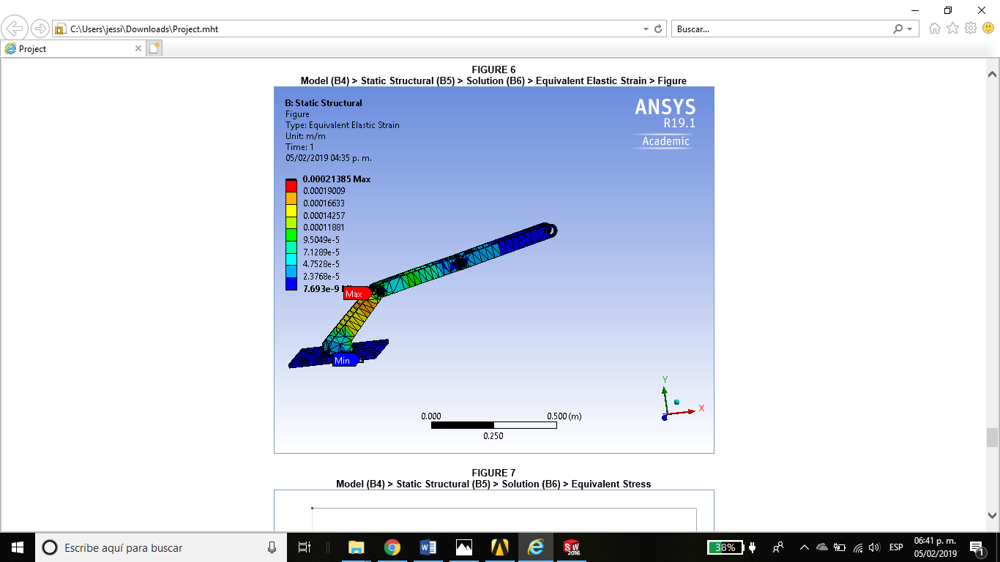 C:\Users\jessi\Downloads\Project.mht
Buscar...
Project
FIGURE 6
Model (B4) > Static Structural (B5) > Solution (B6) > Equivalent Elastic Strain > Figure
B: Static Structural
Figure
Type: Equivalent Elastic Strain
Unit: m/m
Time: 1
05/02/2019 04:35 p. m.
ANSYS
R19.1
Academic
0.00021385 Max
0.00019009
0.00016633
0.00014257
0.00011881
9.5049e-5
7.1289e-5
4.7528e-5
2.3768e-5
7.693e-9
Max
Min
Y
X
0.000
0.500 (m)
0.250
FIGURE 7
Model (B4) > Static Structural (B5) > Solution (B6) > Equivalent Stress
Escribe aquí para buscar
SW
2016
38%
ESP
06:41 p. m.
05/02/2019
1